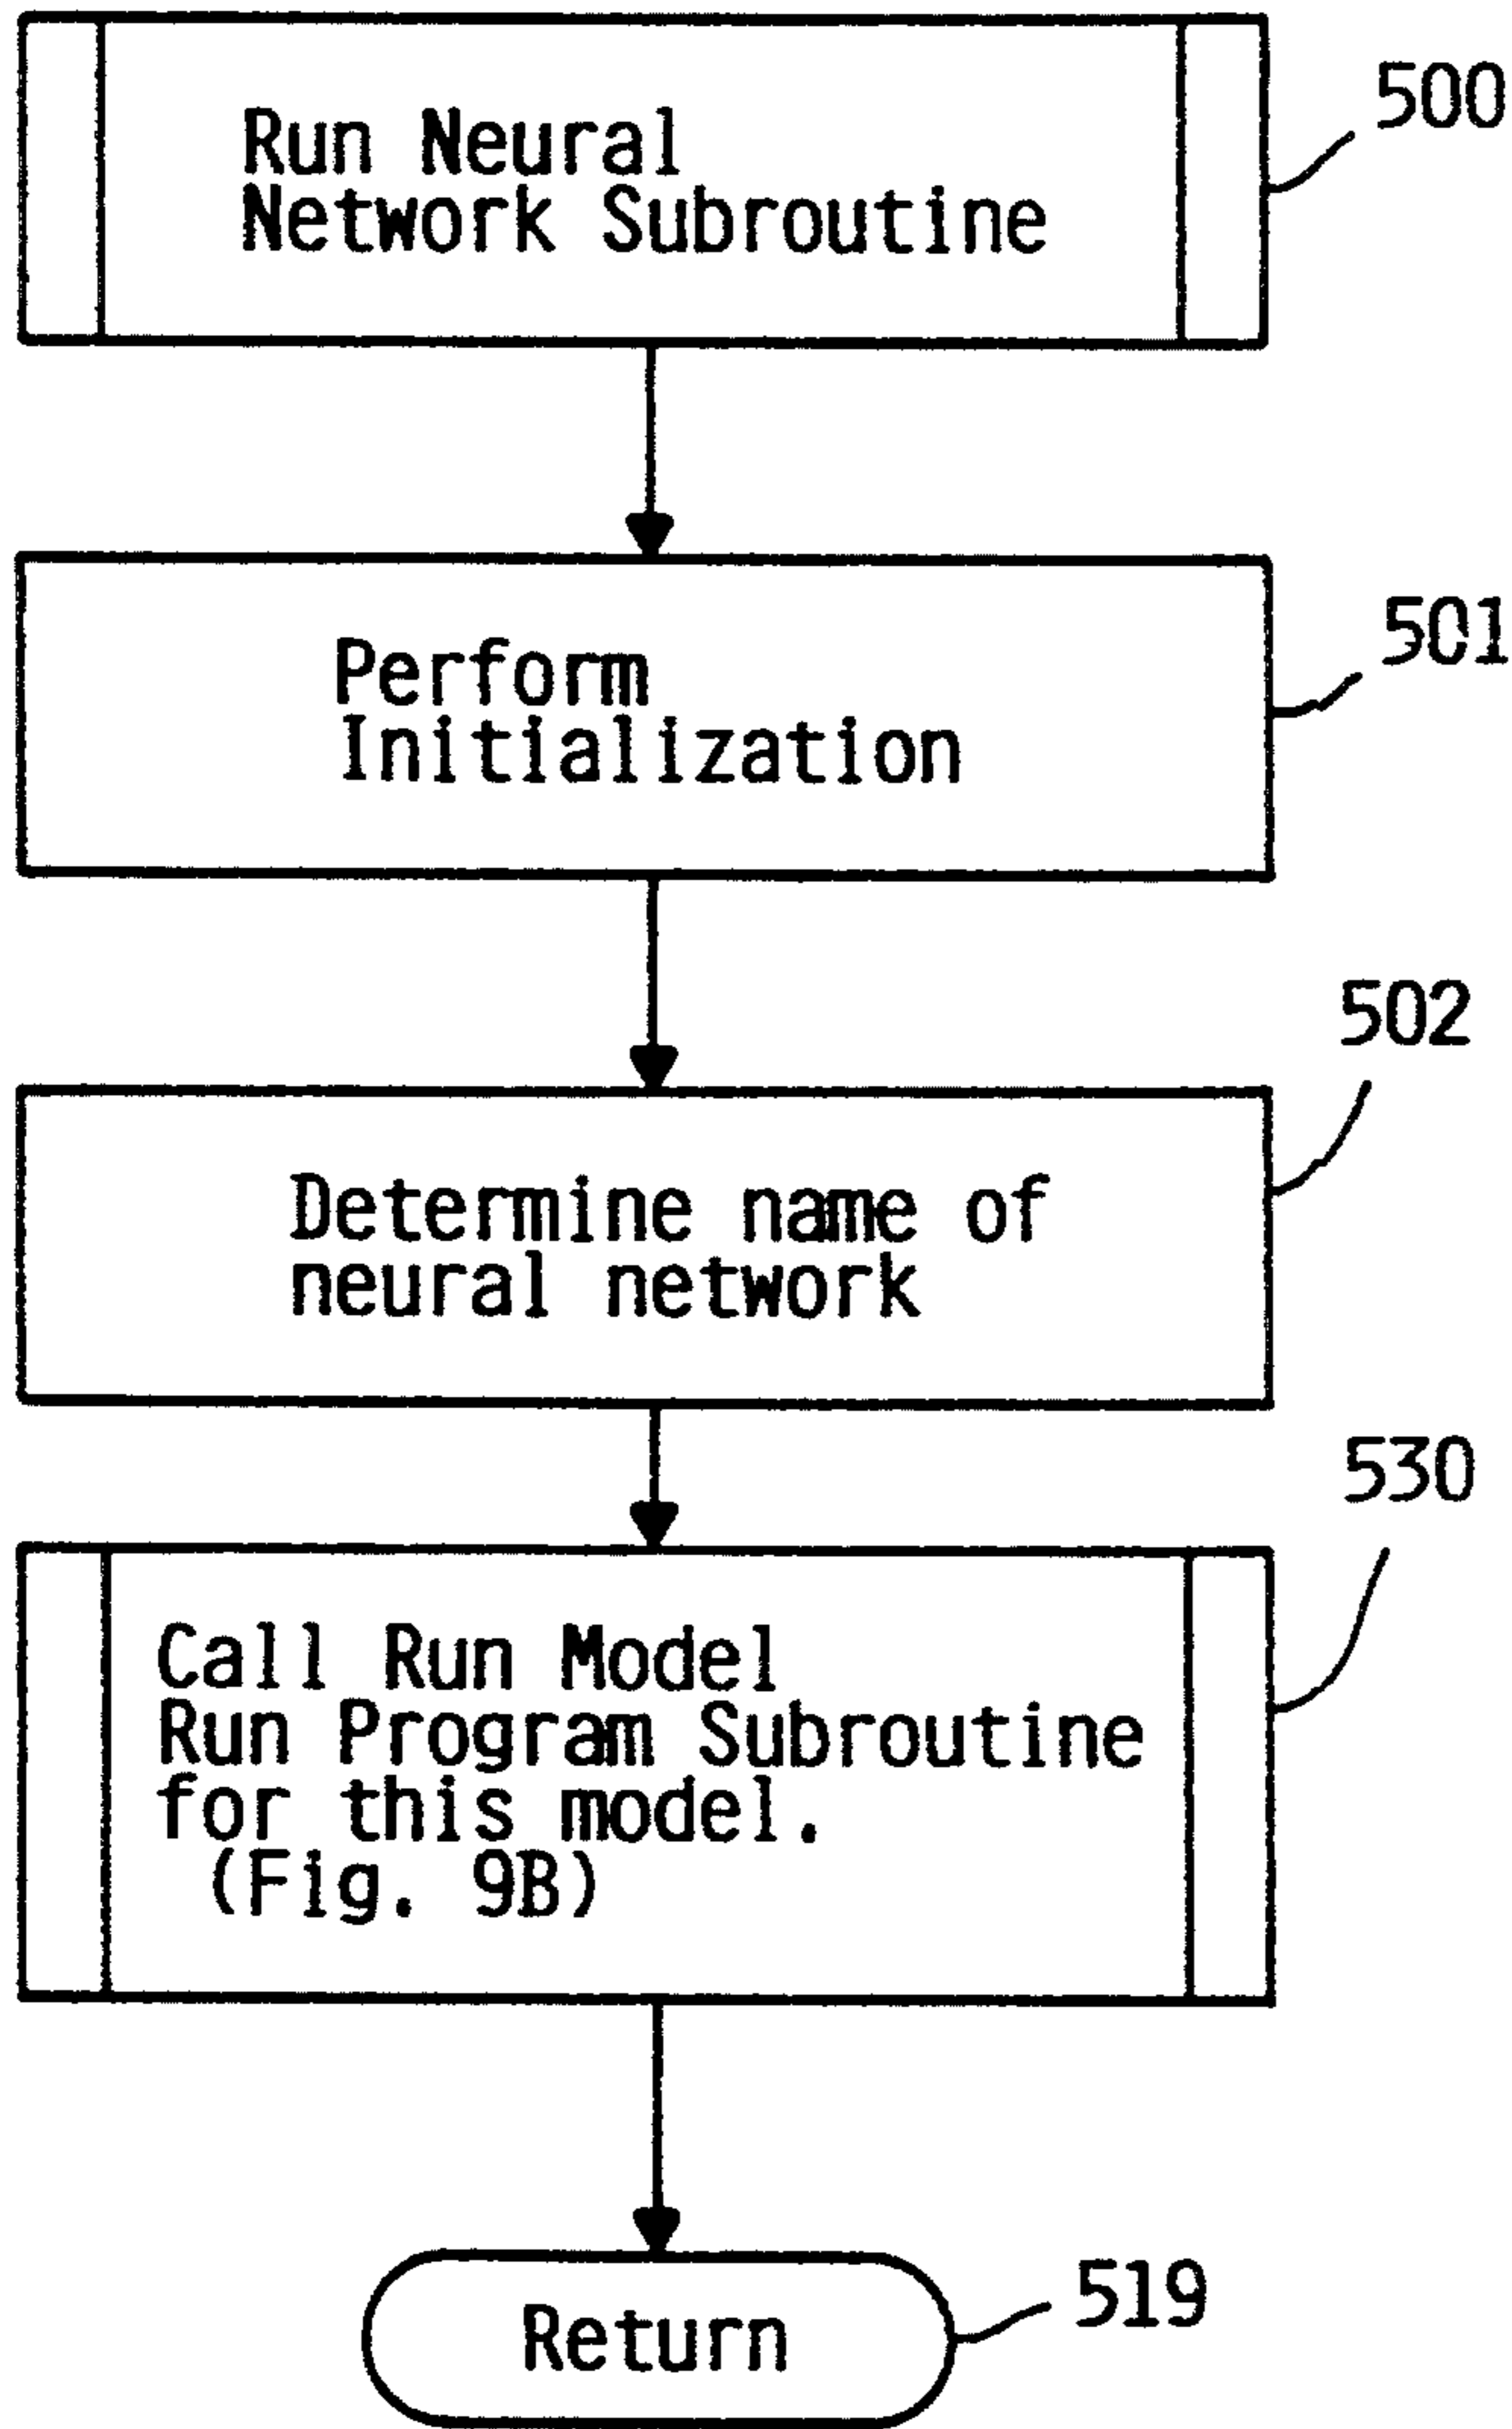 Run Neural
Network Subroutine
500
Perform
Initialization
501
502
Determine name of
neural network
530
Call Run Model
Run Program Subroutine
for this model.
(Fig. 9B)
Return
519